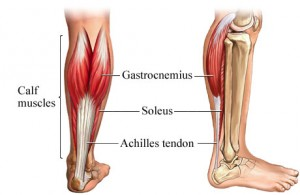 Gastrocnemius
Calf
muscles
Soleus
Achilles tendon